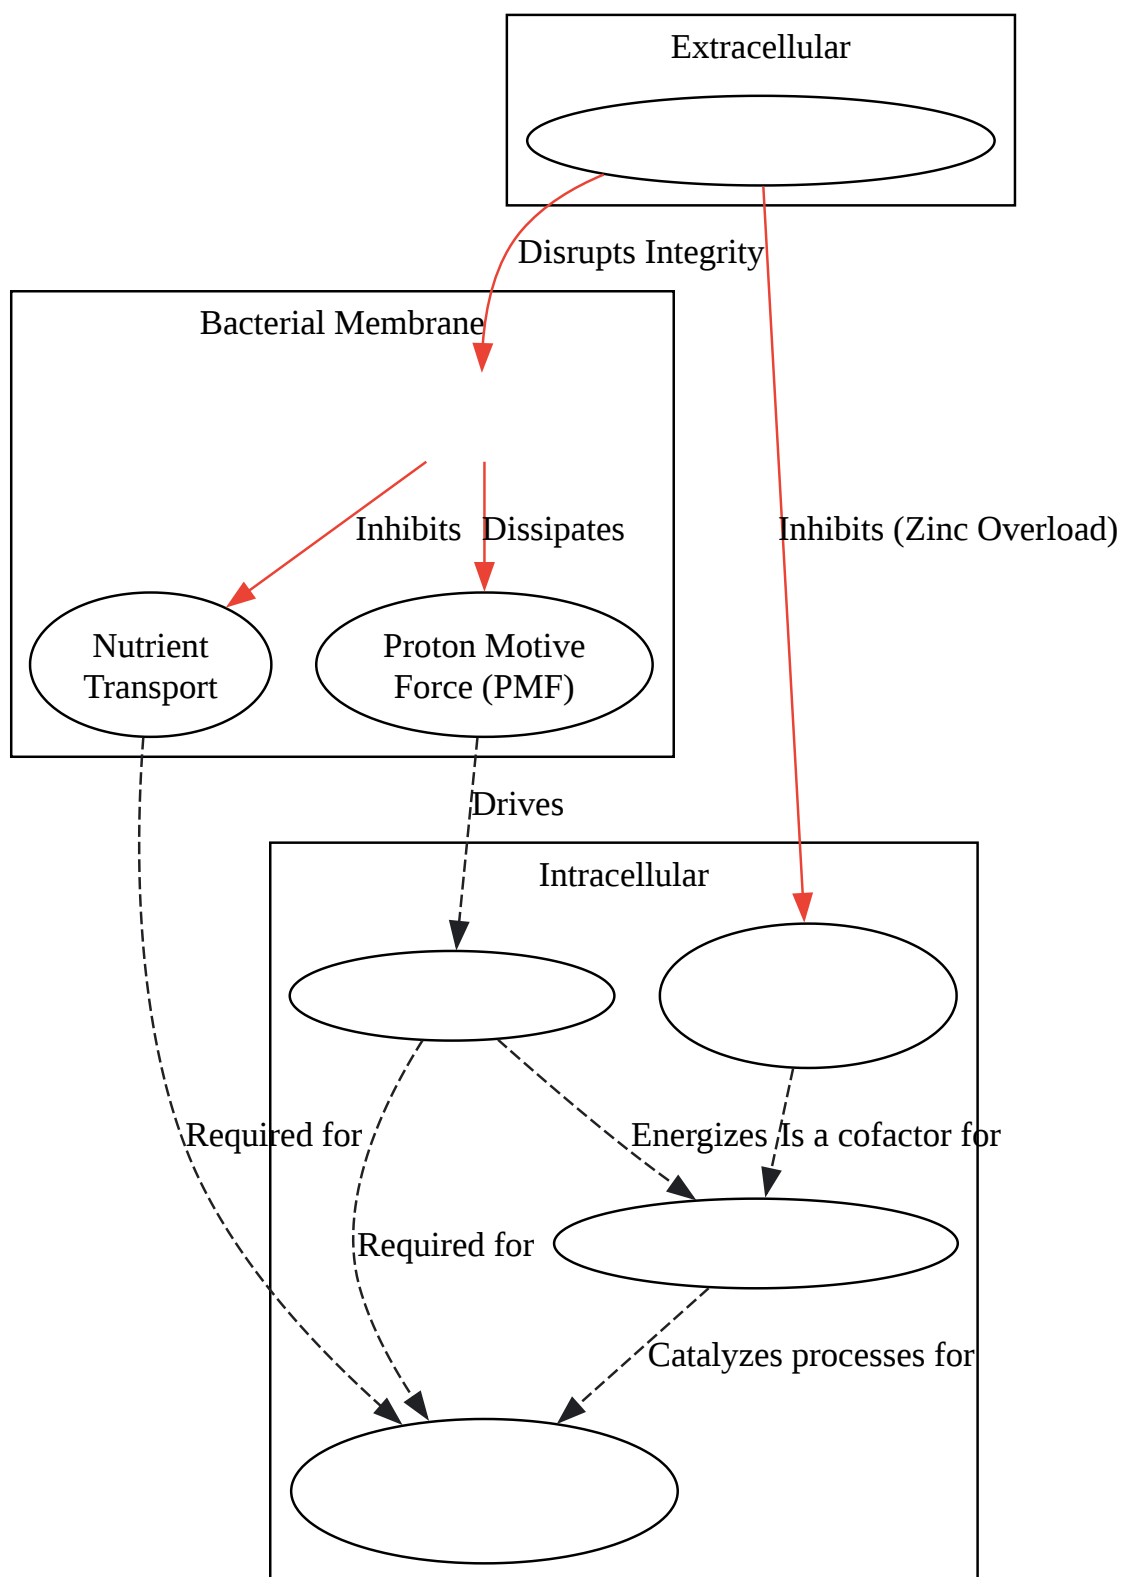 Extracellular
Disrupts Integrity
Bacterial Membrane
Inhibits
Dissipates
Inhibits (Zinc Overload)
Nutrient
Transport
Proton Motive
Force (PMF)
Drives
Intracellular
Required for
Energizes
Is a cofactor for
Required for
Catalyzes processes for